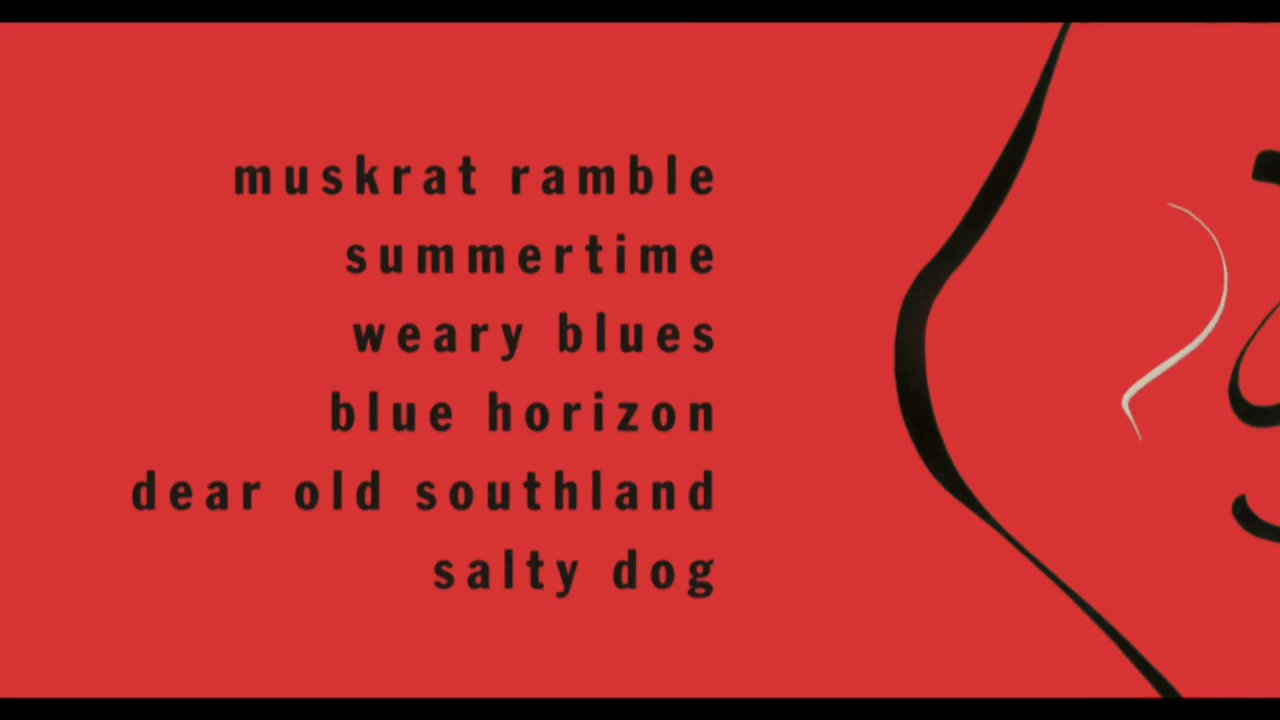 muskrat ramble
summertime
weary blues
blue horizon
dear old southland
salty dog